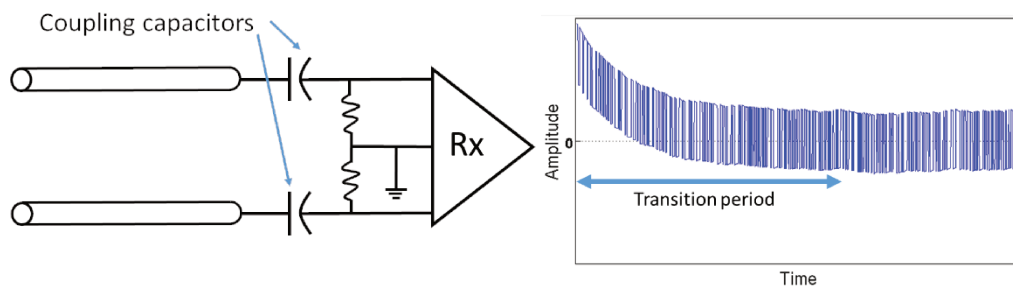 Coupling capacitors
Rx
Amplitude
0
Transition period
Time